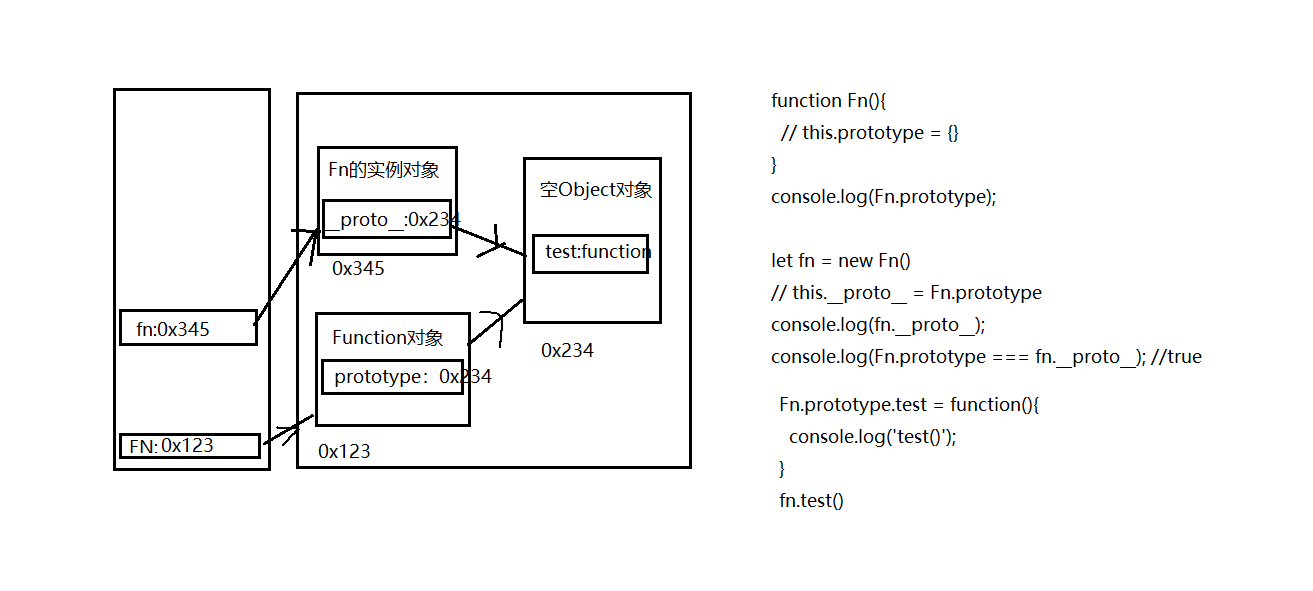 Fn的实例对象
__proto__:0x234
0x345
空Object对象
test:function
0x234
fn:0x345
Function对象
prototype：0x234
0x123
FN: 0x123
function Fn(){
// this.prototype = {}
}
console.log(Fn.prototype);
let fn = new Fn()
// this.__proto__ = Fn.prototype
console.log(fn.__proto__);
console.log(Fn.prototype === fn.__proto__); //true
Fn.prototype.test = function(){
console.log('test()');
}
fn.test()